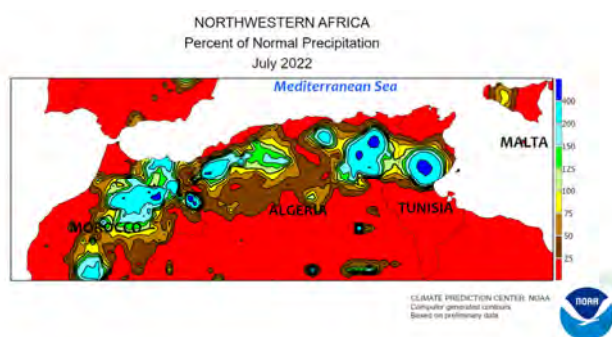 NORTHWESTERN AFRICA
Percent of Normal Precipitation
July 2022
Mediterranean Sea
400
200
150
125
100
75
50
25
MALTA
MOROCCO
ALGERIA
TUNISIA
CLIMATE PREDICTION CENTER, NOAA
Computer generated contours
Based on preliminary data
NOAA